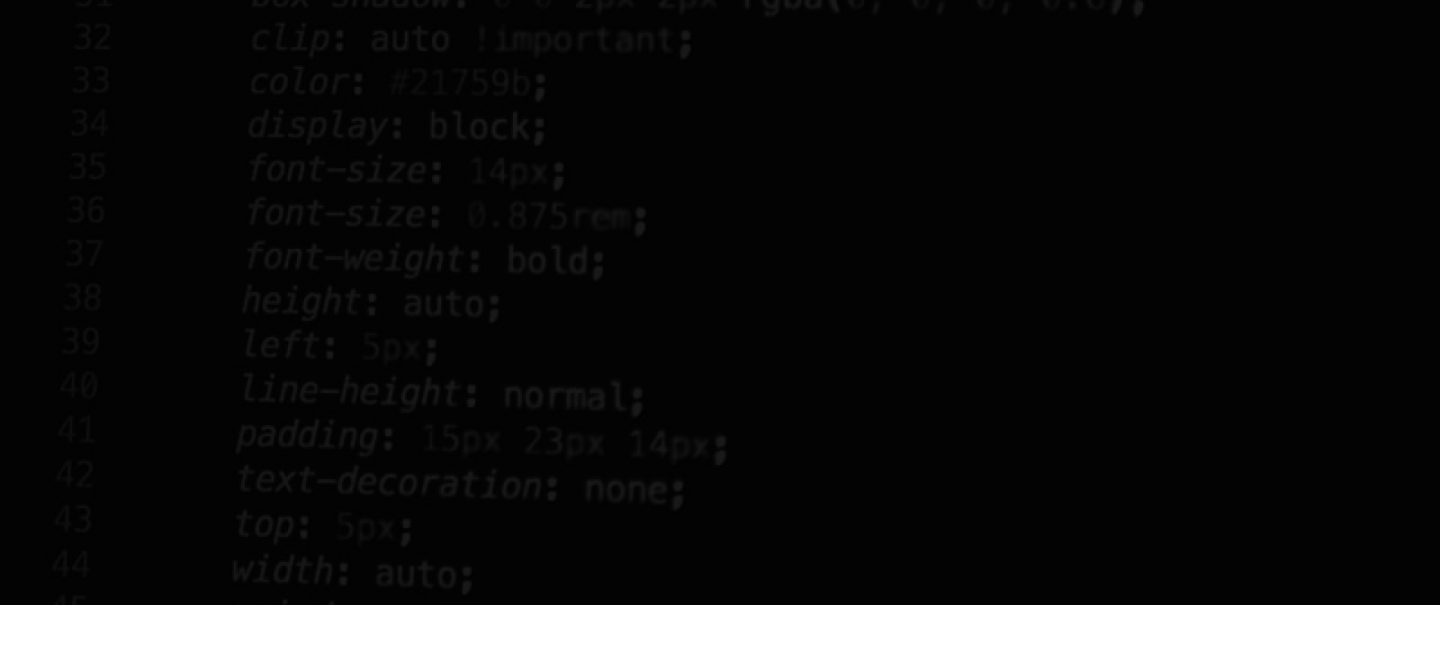 31 box-shadow: 0 0 2px 2px rgba(0, 0, 0, 0.6);
32 clip: auto !important;
33 color: #21759b;
34 display: block;
35 font-size: 14px;
36 font-size: 0.875rem;
37 font-weight: bold;
38 height: auto;
39 left: 5px;
40 line-height: normal;
41 padding: 15px 23px 14px;
42 text-decoration: none;
43 top: 5px;
44 width: auto;
45